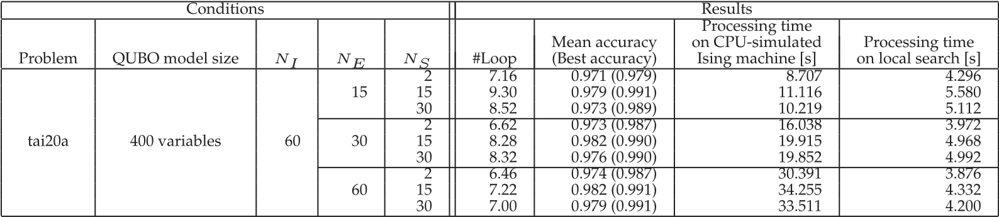 Conditions Results
Processing time
Mean accuracy on CPU-simulated Processing time
Problem QUBO model size N_I N_E N_S #Loop (Best accuracy) Ising machine [s] on local search [s]
2 7.16 0.971 (0.979) 8.707 4.296
15 15 9.30 0.979 (0.991) 11.116 5.580
30 8.52 0.973 (0.989) 10.219 5.112
2 6.62 0.973 (0.987) 16.038 3.972
tai20a 400 variables 60 30 15 8.28 0.982 (0.990) 19.915 4.968
30 8.32 0.976 (0.990) 19.852 4.992
2 6.46 0.974 (0.987) 30.391 3.876
60 15 7.22 0.982 (0.991) 34.255 4.332
30 7.00 0.979 (0.991) 33.511 4.200